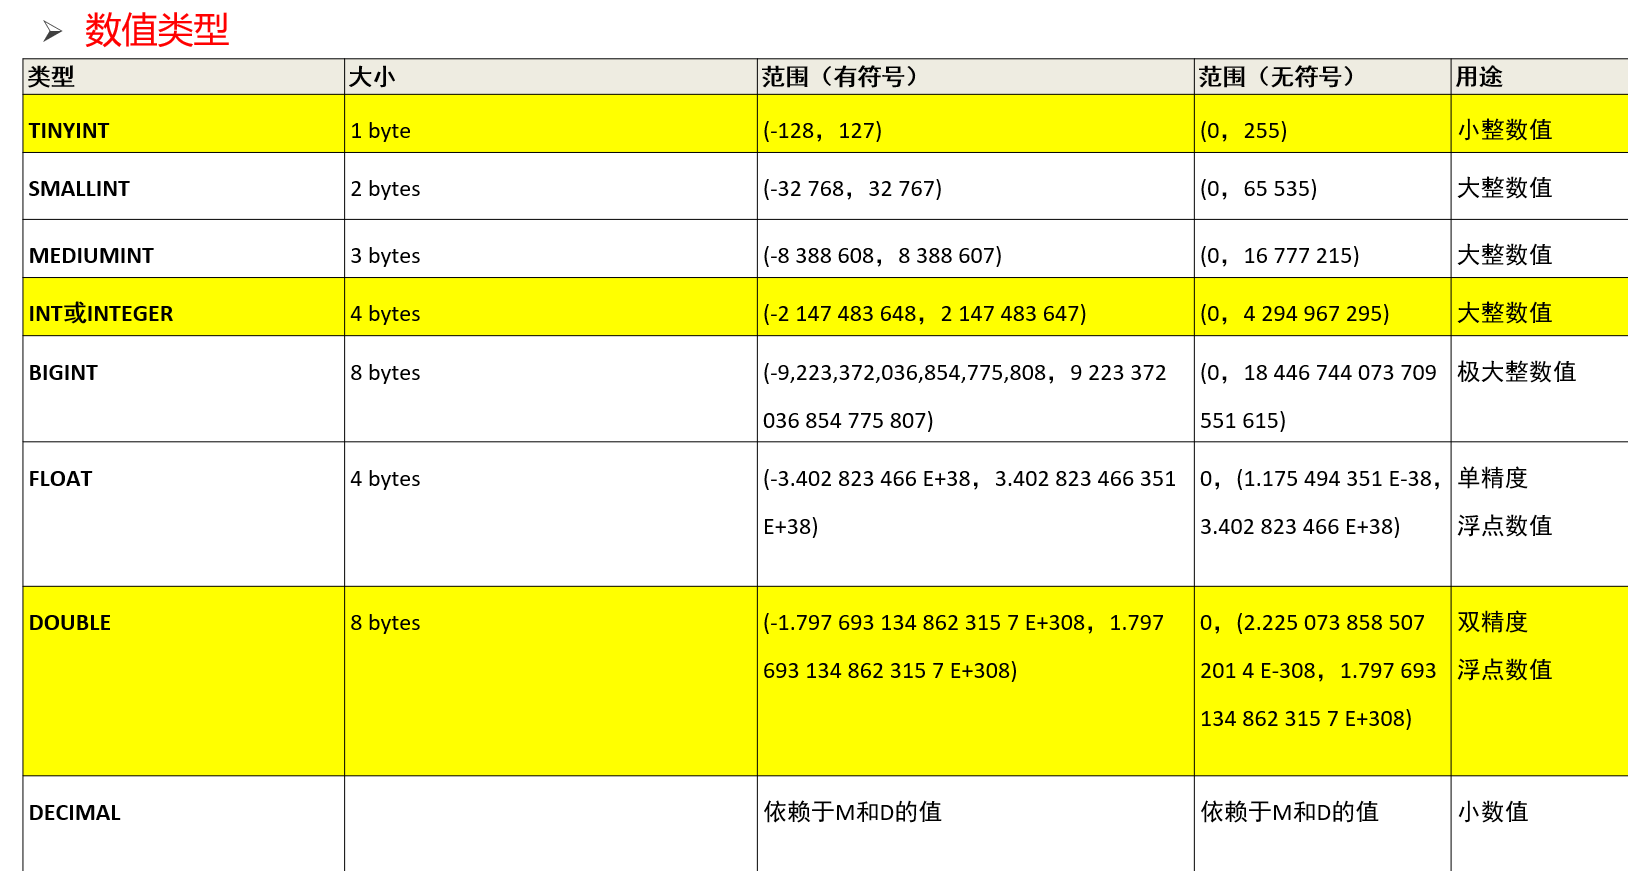 数值类型
类型 大小 范围（有符号） 范围（无符号） 用途
TINYINT 1 byte (-128，127) (0，255) 小整数值
SMALLINT 2 bytes (-32 768，32 767) (0，65 535) 大整数值
MEDIUMINT 3 bytes (-8 388 608，8 388 607) (0，16 777 215) 大整数值
INT或INTEGER 4 bytes (-2 147 483 648，2 147 483 647) (0，4 294 967 295) 大整数值
BIGINT 8 bytes (-9,223,372,036,854,775,808，9 223 372 (0，18 446 744 073 709 极大整数值
036 854 775 807) 551 615)
FLOAT 4 bytes (-3.402 823 466 E+38，3.402 823 466 351 0，(1.175 494 351 E-38， 单精度
E+38) 3.402 823 466 E+38) 浮点数值
DOUBLE 8 bytes (-1.797 693 134 862 315 7 E+308，1.797 0，(2.225 073 858 507 双精度
693 134 862 315 7 E+308) 201 4 E-308，1.797 693 浮点数值
134 862 315 7 E+308)
DECIMAL 依赖于M和D的值 依赖于M和D的值 小数值